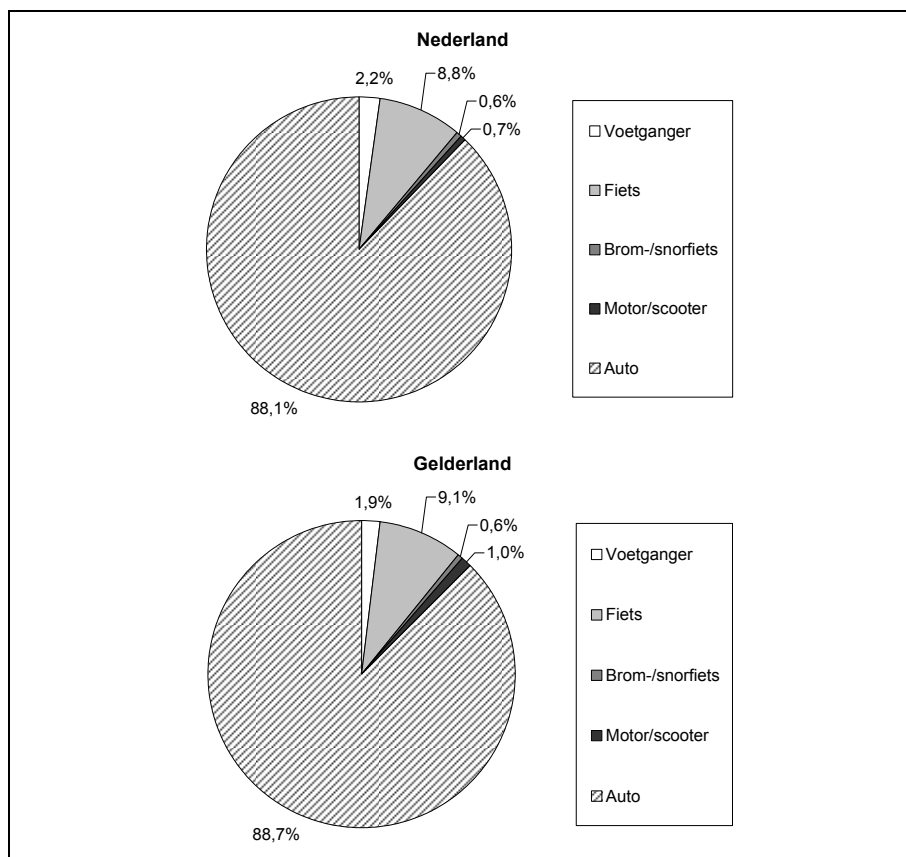 Nederland
2,2%
8,8%
0,6%
0,7%
88,1%
Voetganger
Fiets
Brom-/snorfiets
Motor/scooter
Auto
Gelderland
1,9%
9,1%
0,6%
1,0%
88,7%
Voetganger
Fiets
Brom-/snorfiets
Motor/scooter
Auto